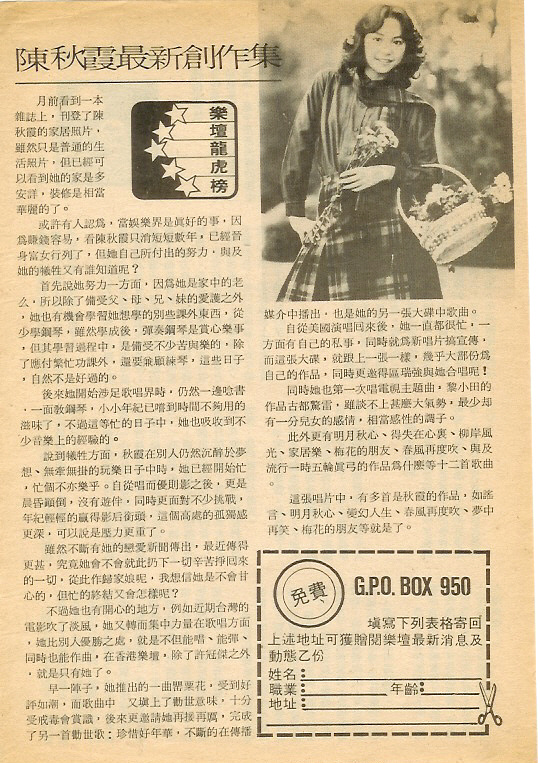 陳秋霞最新創作集
樂壇
龍虎榜
月前看到一本
雜誌上，刊登了陳
秋霞的家居照片，
雖然只是普通的生
活照片，但已經可
以看到她的家是多
安詳，裝修是相當
華麗的了。
或許有人認爲，當娛樂界是眞好的事，因
爲賺錢容易，看陳秋霞只消短短數年，已經晉
身富女行列了，但她自己所付出的努力，與及
她的犧牲又有誰知道呢？
首先說她努力一方面，因爲她是家中的老
么，所以除了備受父、母、兄、妹的愛護之外
，她也有機會學習她想學的別些課外東西，從
少學鋼琴，雖然學成後，彈奏鋼琴是賞心樂事
，但其學習過程中，是備受不少苦與樂的，除
了應付繁忙功課外，還要兼顧練琴，這些日子
，自然不是好過的。
後來她開始涉足歌唱界時，仍然一邊唸書
，一面敎鋼琴，小小年紀已嚐到時間不夠用的
滋味了，不過這等忙的日子中，她也吸收到不
少音樂上的經驗的。
說到犧牲方面，秋霞在別人仍然沉醉於夢
想、無牽無掛的玩樂日子中時，她已經開始忙
，忙個不亦樂乎。自從唱而優則影之後，更是
晨昏顚倒，沒有遊伴，同時更面對不少挑戰，
年紀輕輕的贏得影后銜頭，這個高處的孤獨感
更深，可以說是壓力更重了。
雖然不斷有她的戀愛新聞傳出，最近傳得
更甚，究竟她會不會就此扔下一切辛苦掙回來
的一切，從此作歸家娘呢，我想信她是不會甘
心的，但忙的終結又會怎樣呢？
不過她也有開心的地方，例如近期台灣的
電影吹了淡風，她又轉而集中力量在歌唱方面
，她比別人優勝之處，就是不但能唱、能彈、
同時也能作曲，在香港樂壇，除了許冠傑之外
，就是只有她了。
早一陣子，她推出的一曲罌粟花，受到好
評如潮，而歌曲中　又塡上了勸世意味，十分
受戒毒會賞識，後來更邀請她再接再厲，完成
了另一首勸世歌：珍惜好年華，不斷的在傳播
媒介中播出，也是她的另一張大碟中歌曲。
自從美國演唱回來後，她一直都很忙，一
方面有自己的私事，同時就爲新唱片搞宣傳，
而這張大碟，就跟上一張一樣，幾乎大部份爲
自己的作品，同時更邀得區瑞強與她合唱呢！
同時她也第一次唱電視主題曲，黎小田的
作品古都驚雷，雖談不上甚麼大氣勢，最少却
有一分兒女的感情，相當感性的調子。
此外更有明月秋心、得失在心裏、柳岸風
光、家居樂、梅花的朋友、春風再度吹、與及
流行一時五輪眞弓的作品爲什麽等十二首歌曲
。
這張唱片中，有多首是秋霞的作品，如謠
言、明月秋心、變幻人生、春風再度吹、夢中
再笑、梅花的朋友等就是了。
免費
G.P.O. BOX 950
塡寫下列表格寄回
上述地址可獲贈閱樂壇最新消息及
動態乙份
姓名：
職業　年齡：
地址：